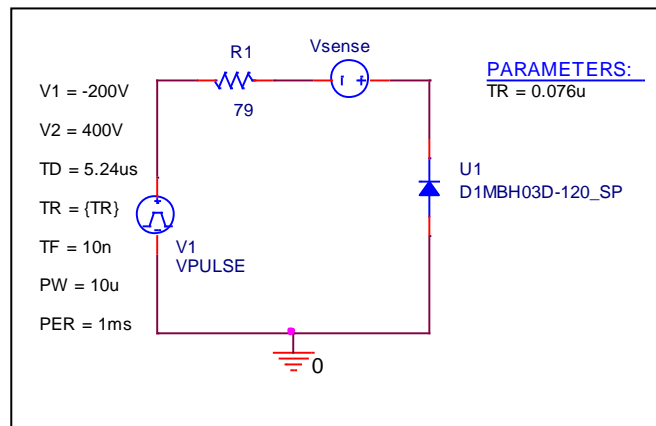 R1
Vsense
79
V1 = -200V
V2 = 400V
TD = 5.24us
TR = {TR}
TF = 10n
PW = 10u
PER = 1ms
V1
VPULSE
U1
D1MBH03D-120_SP
PARAMETERS:
TR = 0.076u
0